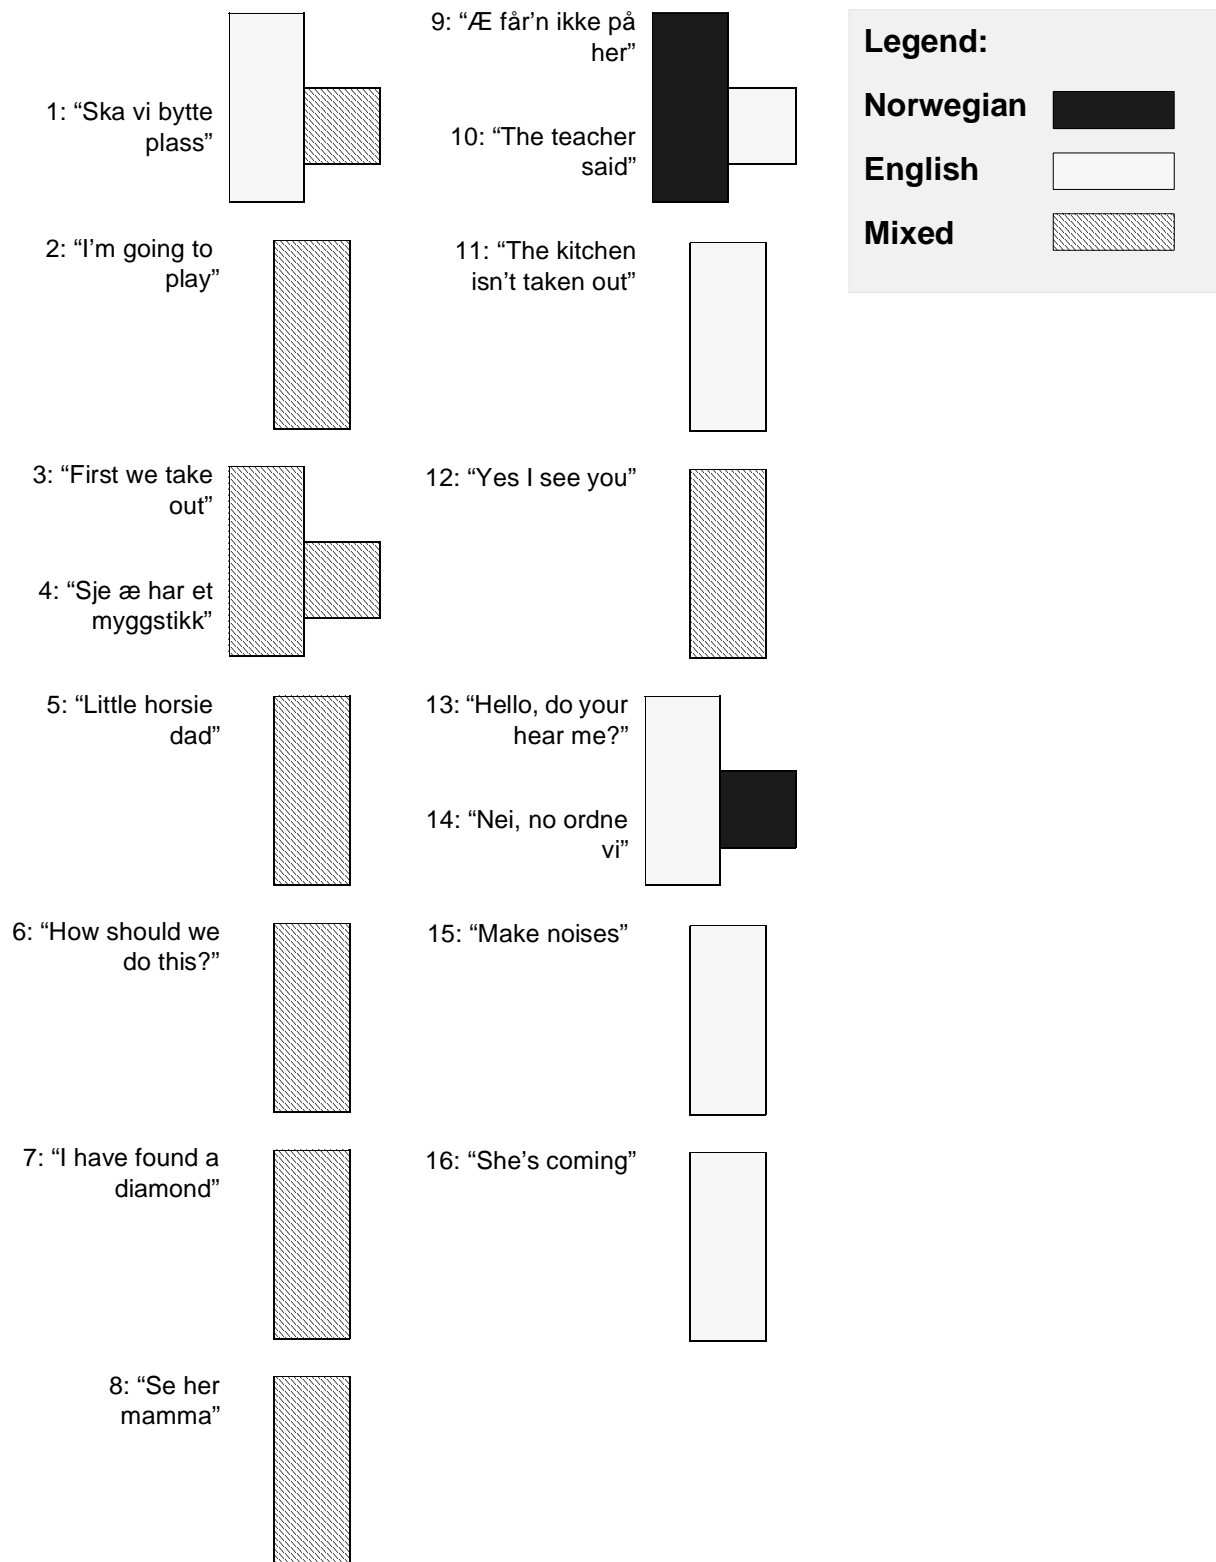 1: “Ska vi bytte
plass”
2: “I’m going to
play”
3: “First we take
out”
4: “Sje æ har et
myggstikk”
5: “Little horsie
dad”
6: “How should we
do this?”
7: “I have found a
diamond”
8: “Se her
mamma”
9: “Æ får’n ikke på
her”
10: “The teacher
said”
11: “The kitchen
isn’t taken out”
12: “Yes I see you”
13: “Hello, do your
hear me?”
14: “Nei, no ordne
vi”
15: “Make noises”
16: “She’s coming”
Legend:
Norwegian
English
Mixed